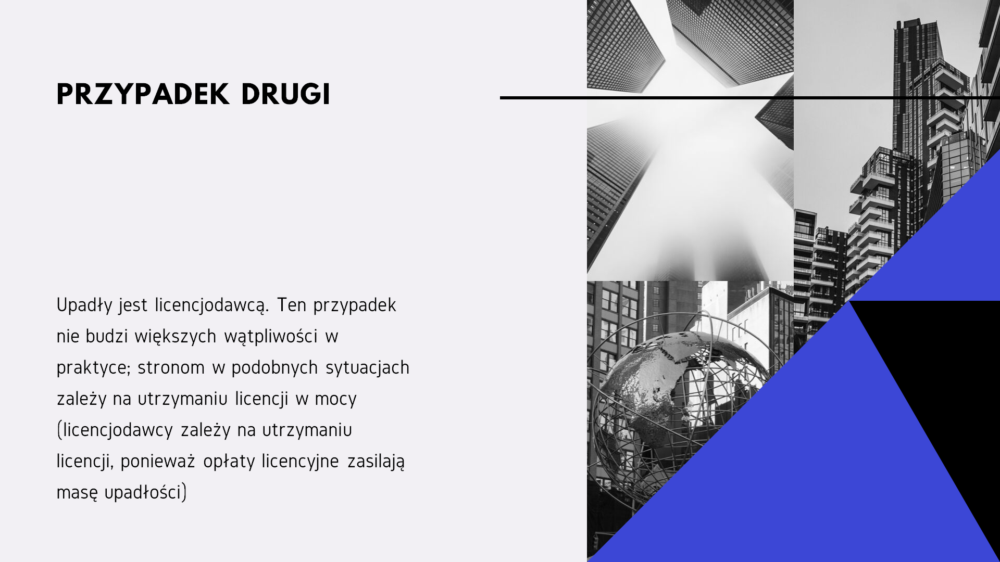 PRZYPADEK DRUGI
Upadły jest licencjodawcą. Ten przypadek
nie budzi większych wątpliwości w
praktyce; stronom w podobnych sytuacjach
zależy na utrzymaniu licencji w mocy
(licencjodawcy zależy na utrzymaniu
licencji, ponieważ opłaty licencyjne zasilają
masę upadłości)